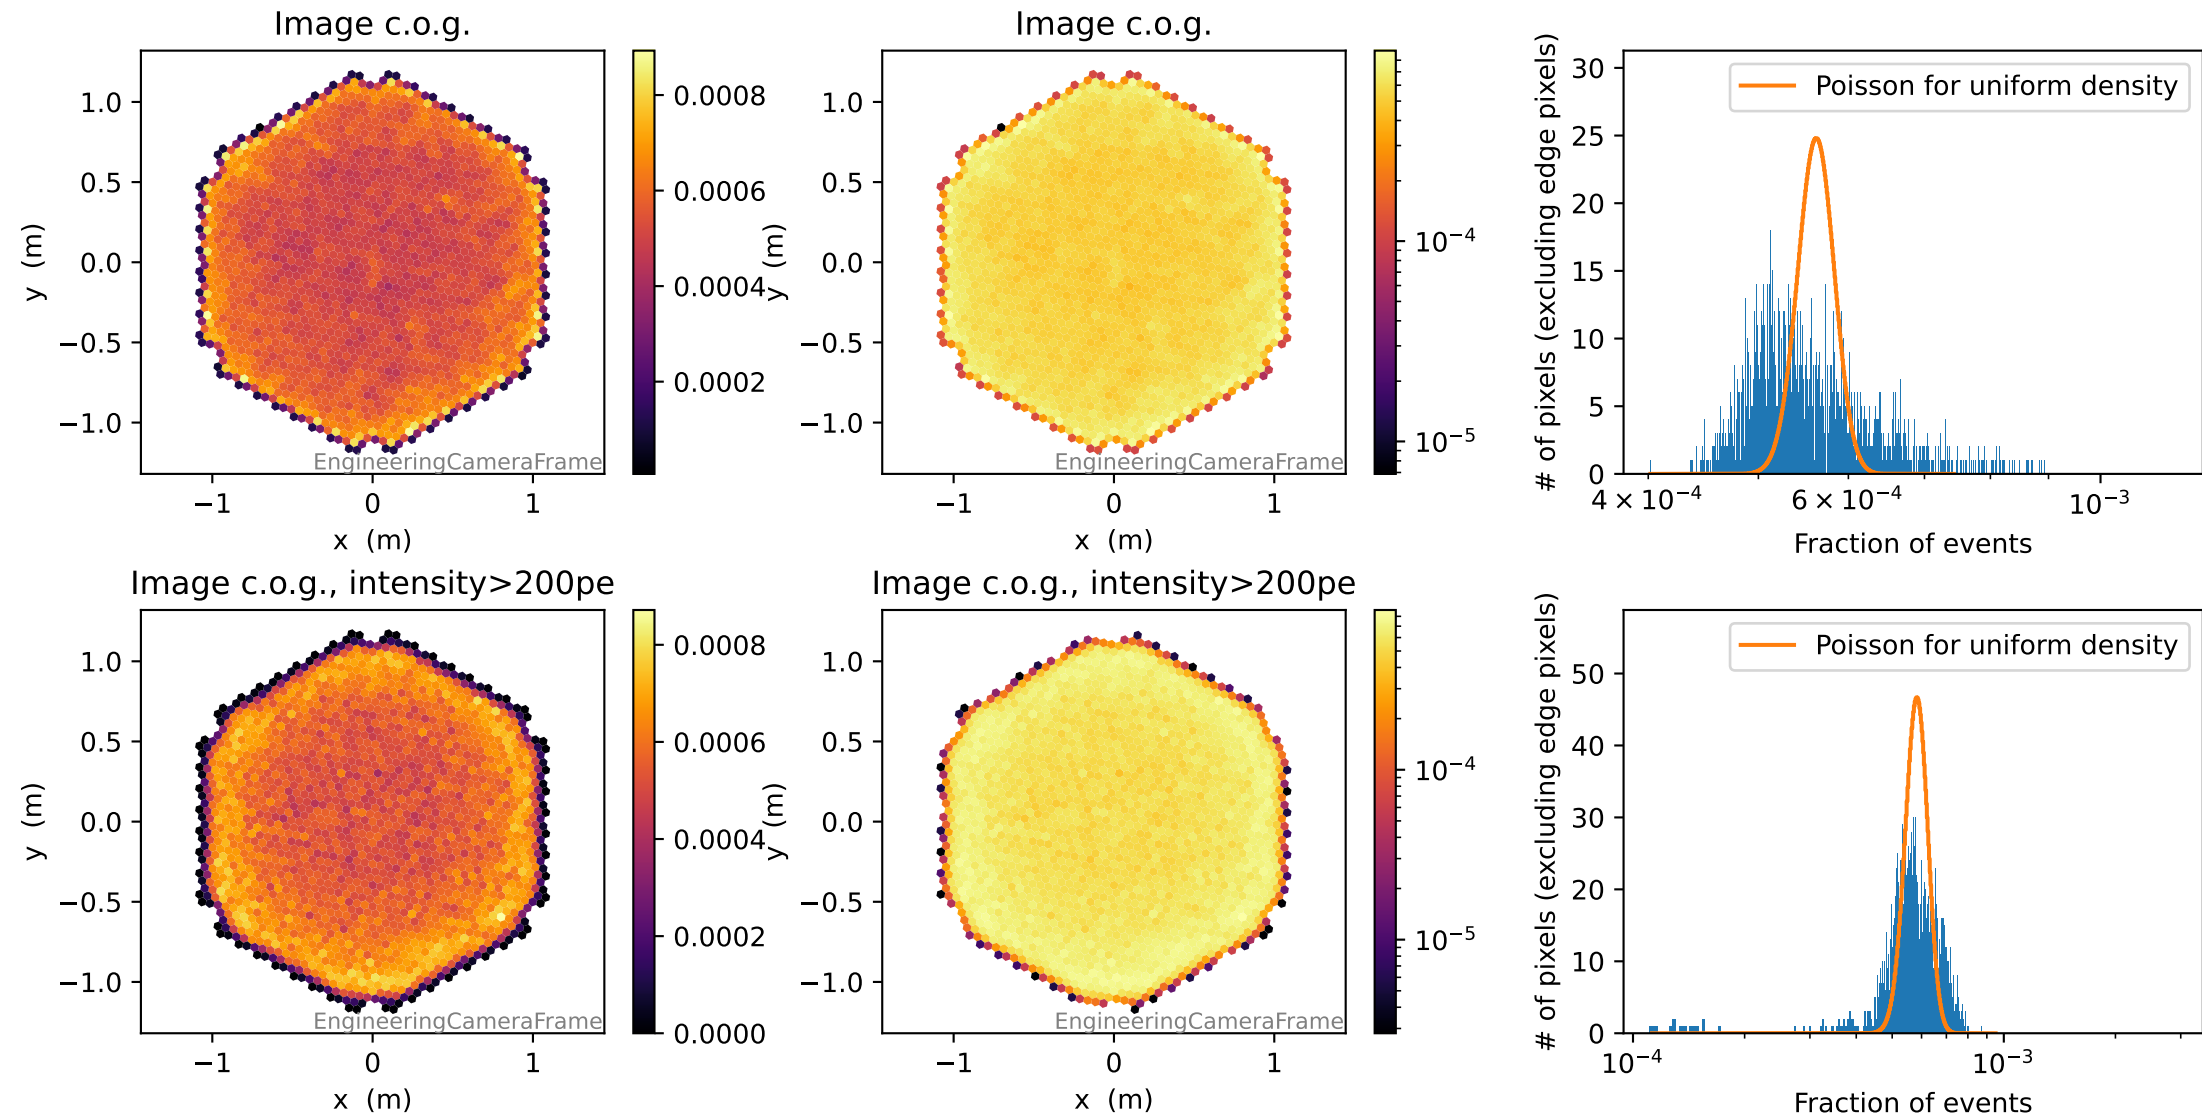 Image c.o.g.
y (m)
1.0
0.5
0.0
−0.5
−1.0
−1
0
1
x (m)
EngineeringCameraFrame
0.0008
0.0006
0.0004
0.0002
Image c.o.g.
y (m)
1.0
0.5
0.0
−0.5
−1.0
−1
0
1
x (m)
EngineeringCameraFrame
10⁻⁴
10⁻⁵
# of pixels (excluding edge pixels)
30
25
20
15
10
5
0
Poisson for uniform density
4 × 10⁻⁴
6 × 10⁻⁴
10⁻³
Fraction of events
Image c.o.g., intensity>200pe
y (m)
1.0
0.5
0.0
−0.5
−1.0
−1
0
1
x (m)
EngineeringCameraFrame
0.0008
0.0006
0.0004
0.0002
0.0000
Image c.o.g., intensity>200pe
y (m)
1.0
0.5
0.0
−0.5
−1.0
−1
0
1
x (m)
EngineeringCameraFrame
10⁻⁴
10⁻⁵
# of pixels (excluding edge pixels)
50
40
30
20
10
0
Poisson for uniform density
10⁻⁴
10⁻³
Fraction of events